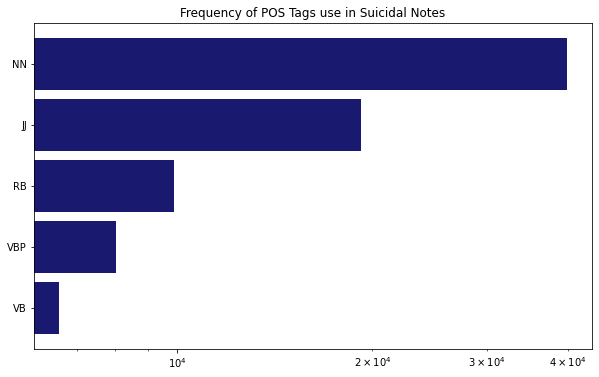 Frequency of POS Tags use in Suicidal Notes
NN
JJ
RB
VBP
VB
10⁴
2 × 10⁴
3 × 10⁴
4 × 10⁴